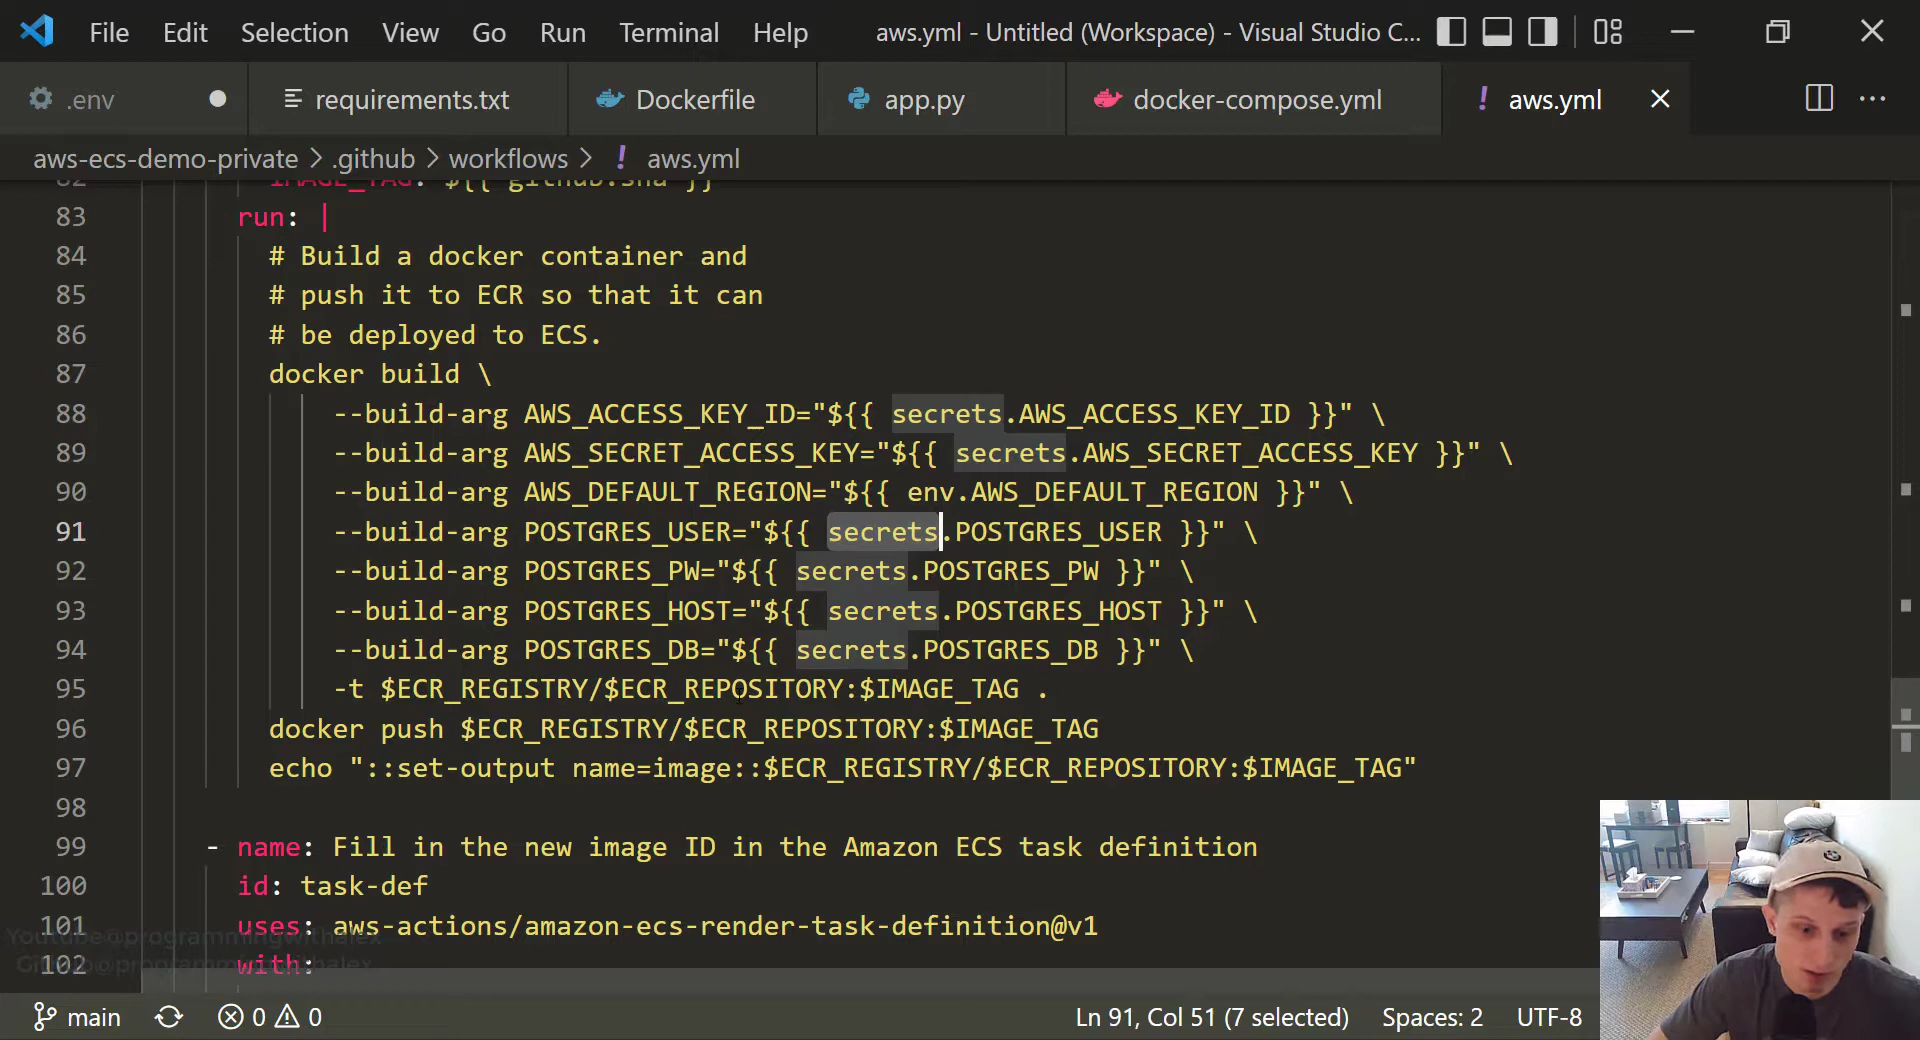 File Edit Selection View Go Run Terminal Help aws.yml - Untitled (Workspace) - Visual Studio C...
.env requirements.txt Dockerfile app.py docker-compose.yml ! aws.yml
aws-ecs-demo-private > .github > workflows > ! aws.yml
82 IMAGE_TAG: ${{ github.sha }}
83 run: |
84 # Build a docker container and
85 # push it to ECR so that it can
86 # be deployed to ECS.
87 docker build \
88 --build-arg AWS_ACCESS_KEY_ID="${{ secrets.AWS_ACCESS_KEY_ID }}" \
89 --build-arg AWS_SECRET_ACCESS_KEY="${{ secrets.AWS_SECRET_ACCESS_KEY }}" \
90 --build-arg AWS_DEFAULT_REGION="${{ env.AWS_DEFAULT_REGION }}" \
91 --build-arg POSTGRES_USER="${{ secrets.POSTGRES_USER }}" \
92 --build-arg POSTGRES_PW="${{ secrets.POSTGRES_PW }}" \
93 --build-arg POSTGRES_HOST="${{ secrets.POSTGRES_HOST }}" \
94 --build-arg POSTGRES_DB="${{ secrets.POSTGRES_DB }}" \
95 -t $ECR_REGISTRY/$ECR_REPOSITORY:$IMAGE_TAG .
96 docker push $ECR_REGISTRY/$ECR_REPOSITORY:$IMAGE_TAG
97 echo "::set-output name=image::$ECR_REGISTRY/$ECR_REPOSITORY:$IMAGE_TAG"
98
99 - name: Fill in the new image ID in the Amazon ECS task definition
100 id: task-def
101 uses: aws-actions/amazon-ecs-render-task-definition@v1
Youtube@programmingwithalex
102 with:
Github@programmingwithalex
main 0 0 Ln 91, Col 51 (7 selected) Spaces: 2 UTF-8